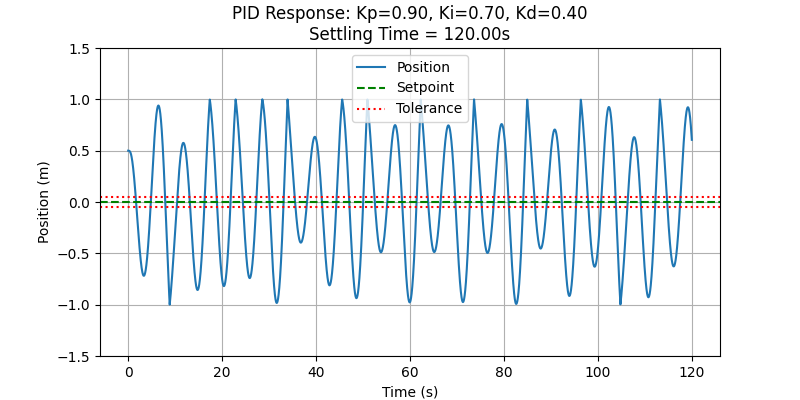 PID Response: Kp=0.90, Ki=0.70, Kd=0.40
Settling Time = 120.00s
Position (m)
1.5
1.0
0.5
0.0
−0.5
−1.0
−1.5
Position
Setpoint
Tolerance
0 20 40 60 80 100 120
Time (s)